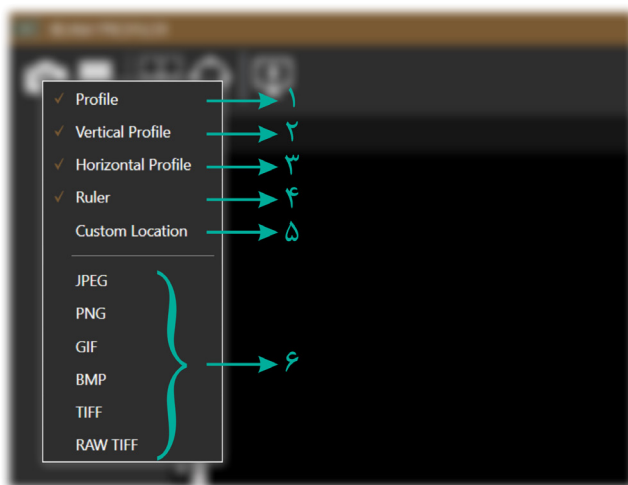 Profile ۱
Vertical Profile ۲
Horizontal Profile ۳
Ruler ۴
Custom Location ۵
JPEG
PNG
GIF ۶
BMP
TIFF
RAW TIFF